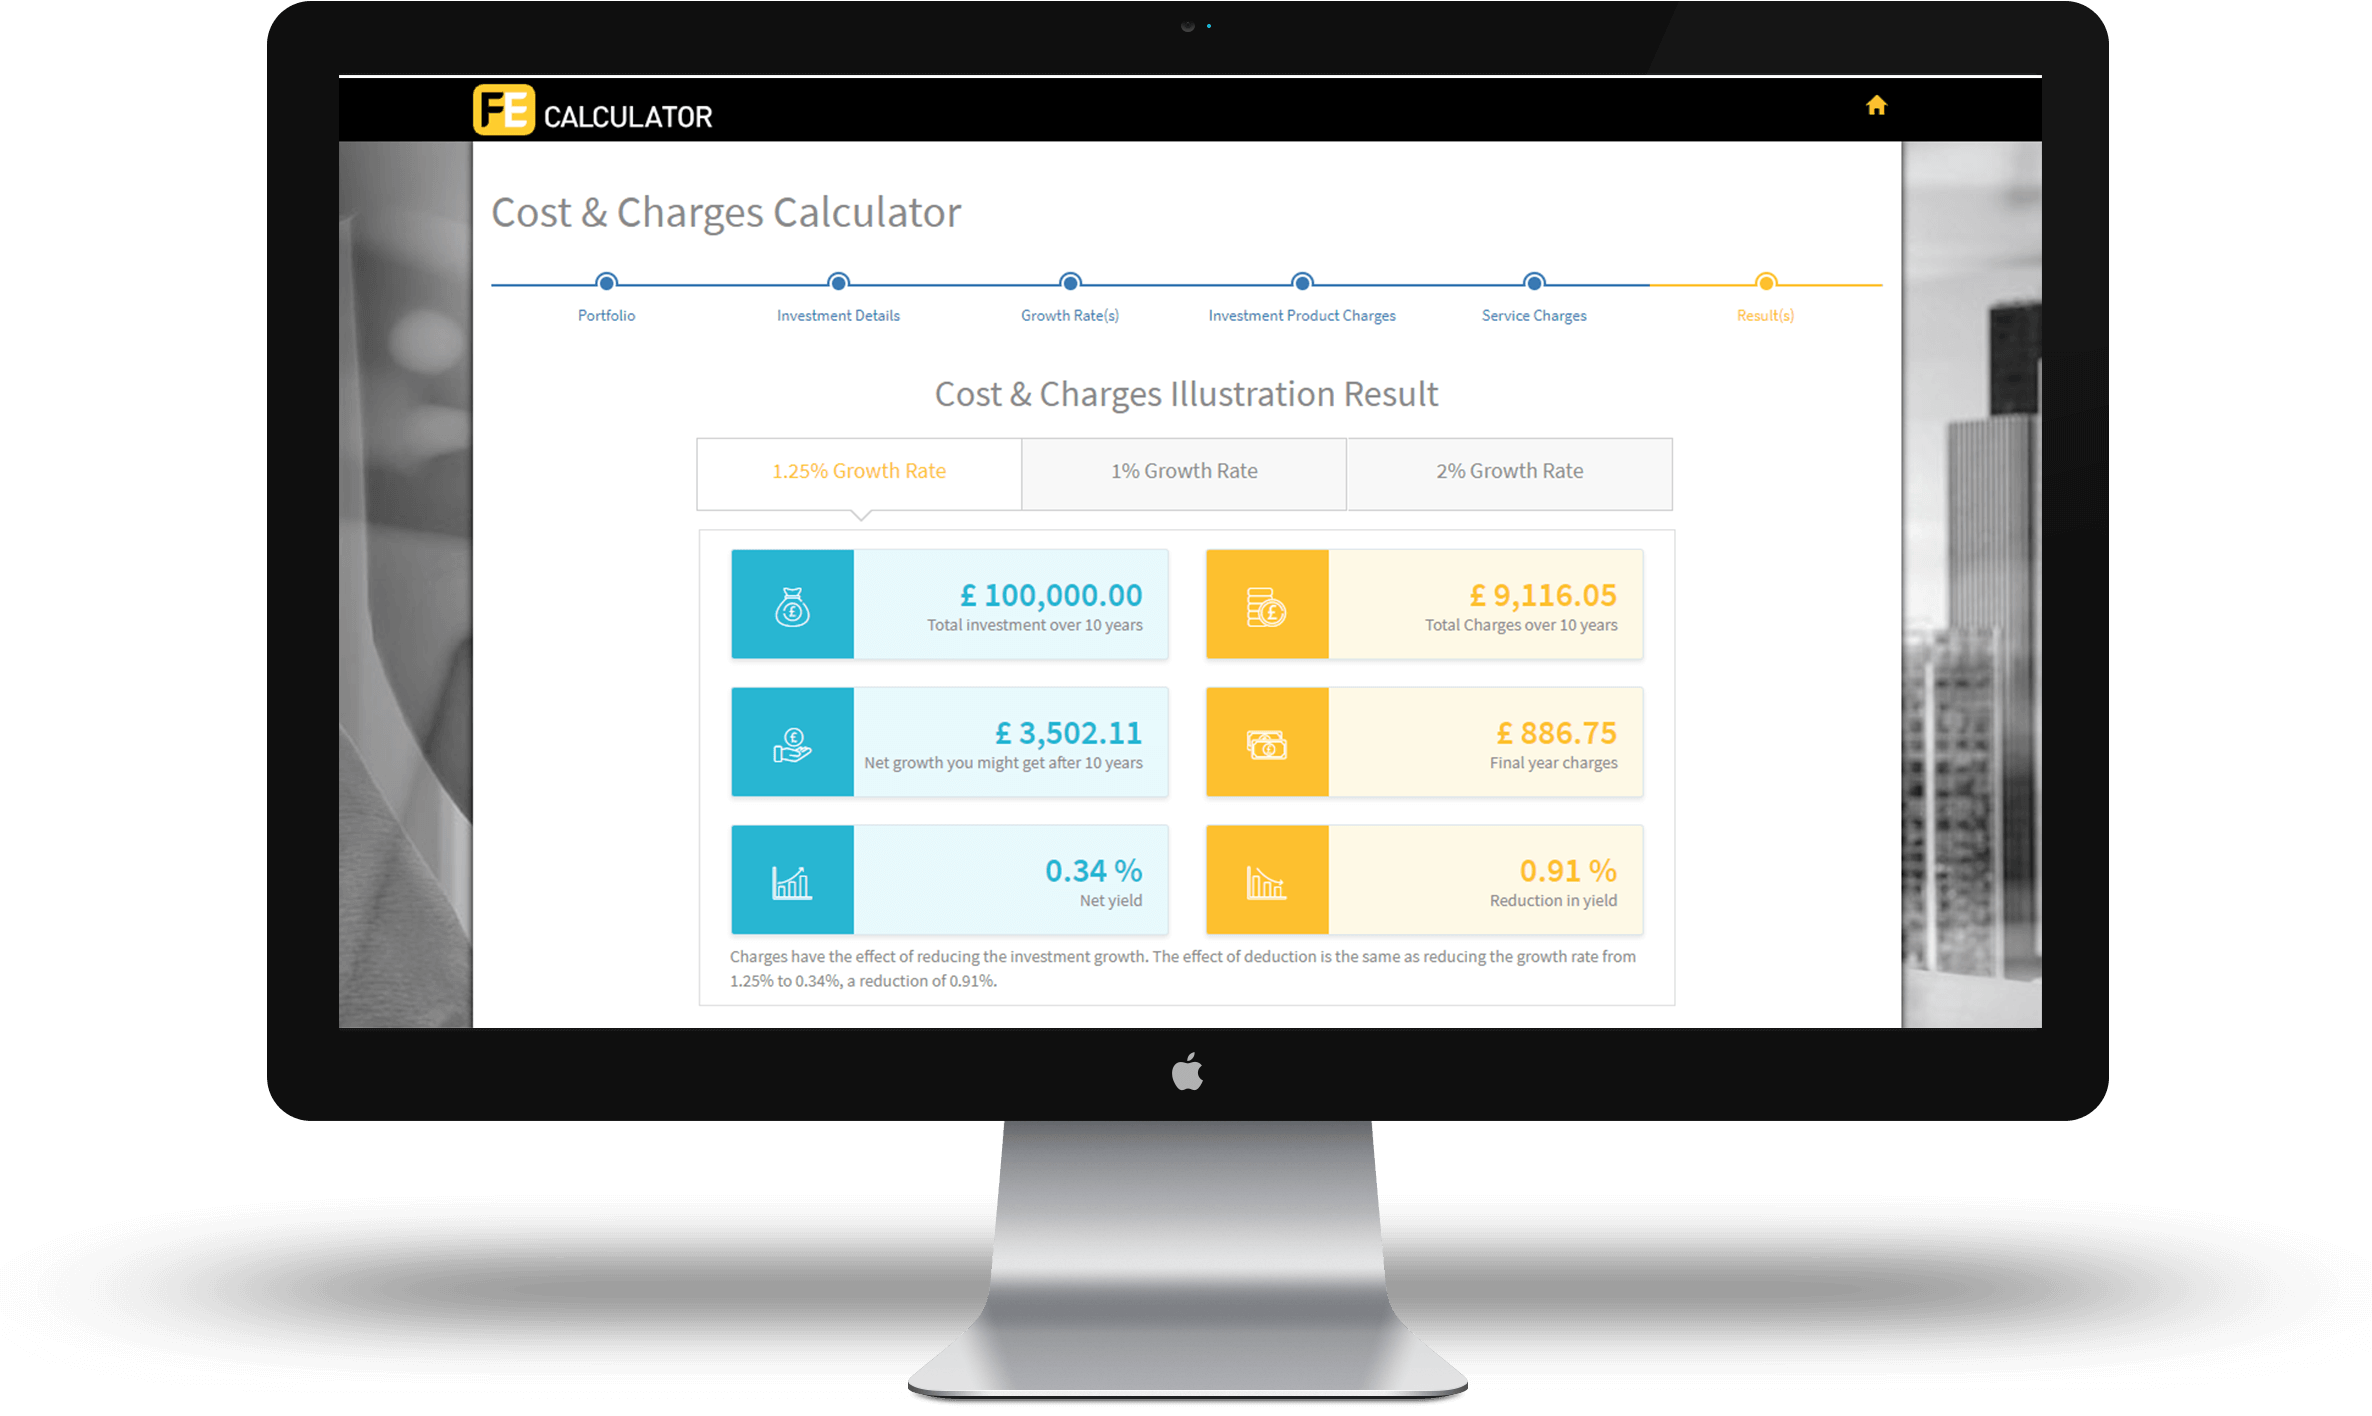 FE CALCULATOR
Cost & Charges Calculator
Portfolio
Investment Details
Growth Rate(s)
Investment Product Charges
Service Charges
Result(s)
Cost & Charges Illustration Result
1.25% Growth Rate
1% Growth Rate
2% Growth Rate
£ 100,000.00
Total investment over 10 years
£ 9,116.05
Total Charges over 10 years
£ 3,502.11
Net growth you might get after 10 years
£ 886.75
Final year charges
0.34 %
Net yield
0.91 %
Reduction in yield
Charges have the effect of reducing the investment growth. The effect of deduction is the same as reducing the growth rate from
1.25% to 0.34%, a reduction of 0.91%.